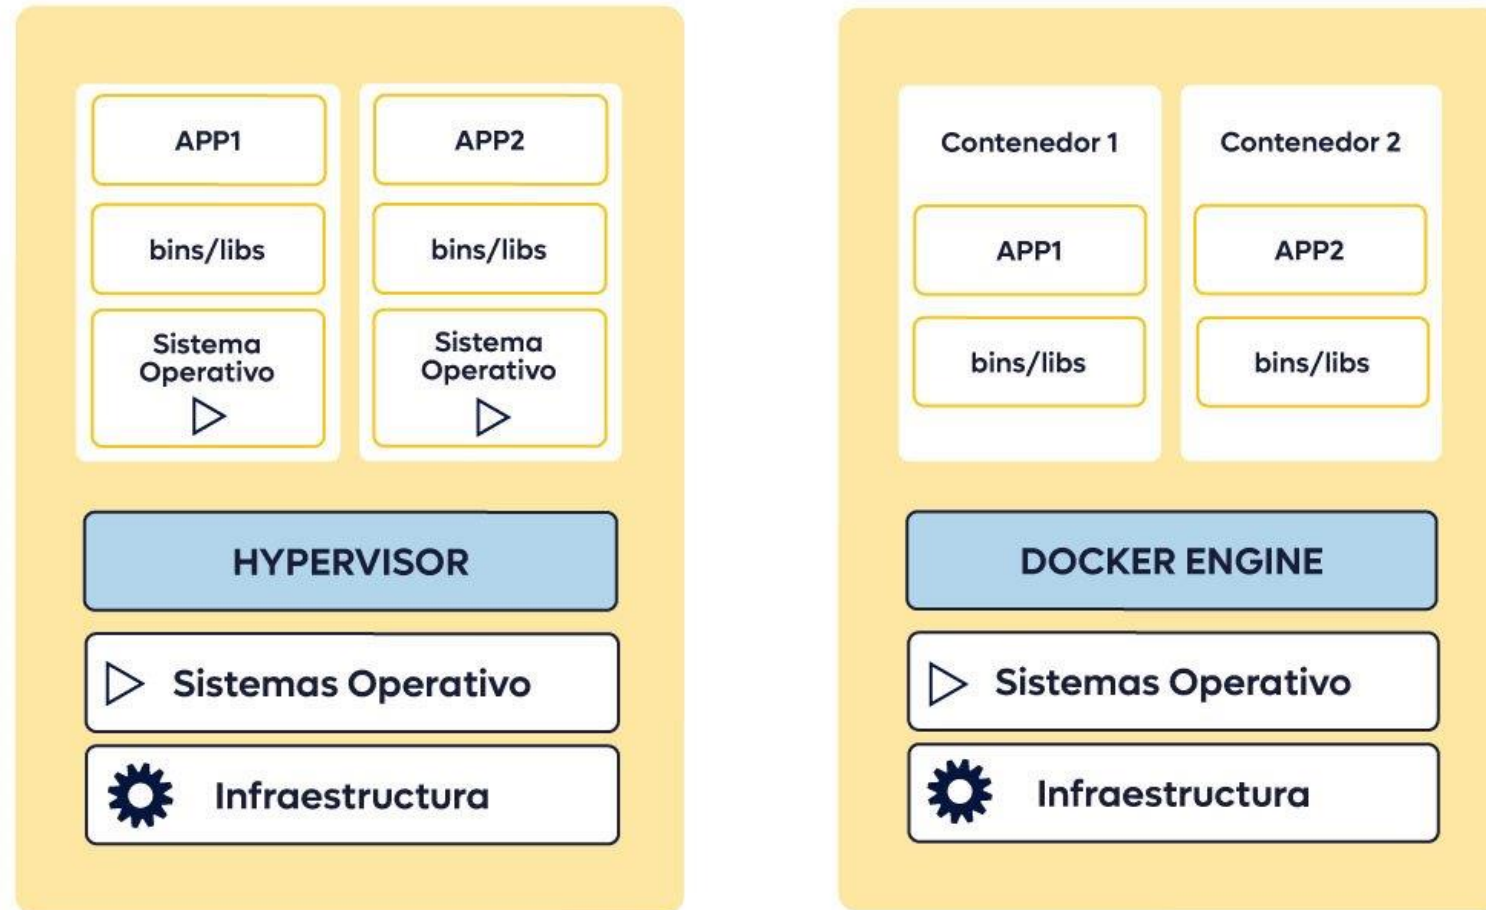 APP1
APP2
bins/libs
bins/libs
Sistema
Operativo
Sistema
Operativo
HYPERVISOR
Sistemas Operativo
Infraestructura
Contenedor 1
Contenedor 2
APP1
APP2
bins/libs
bins/libs
DOCKER ENGINE
Sistemas Operativo
Infraestructura